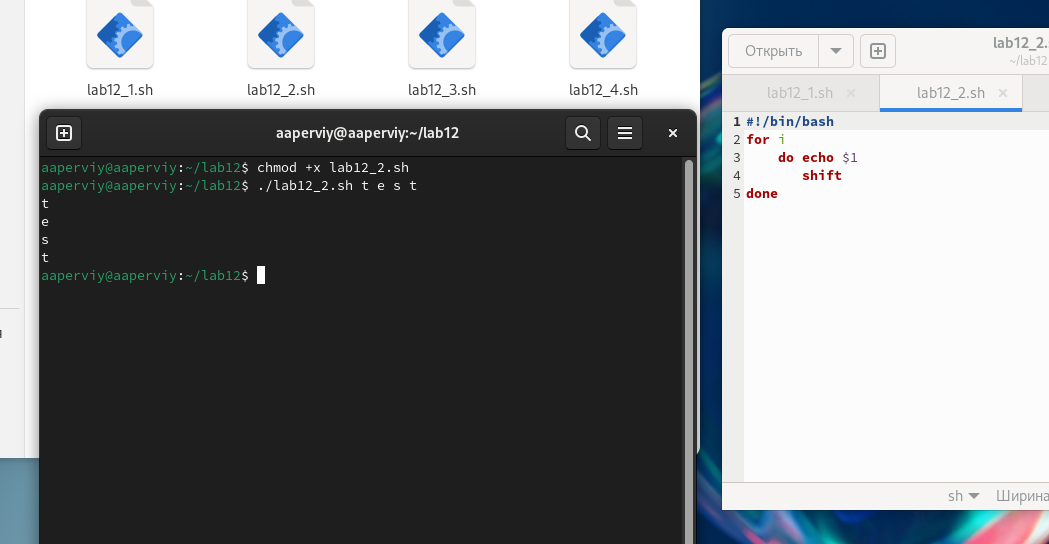 lab12_1.sh
lab12_2.sh
lab12_3.sh
lab12_4.sh
aaperviy@aaperviy:~/lab12
aaperviy@aaperviy:~/lab12$ chmod +x lab12_2.sh
aaperviy@aaperviy:~/lab12$ ./lab12_2.sh t e s t
t
e
s
t
aaperviy@aaperviy:~/lab12$
Открыть
lab12_2.
~/lab12
lab12_1.sh
lab12_2.sh
1 #!/bin/bash
2 for i
3 do echo $1
4 shift
5 done
sh
Ширина